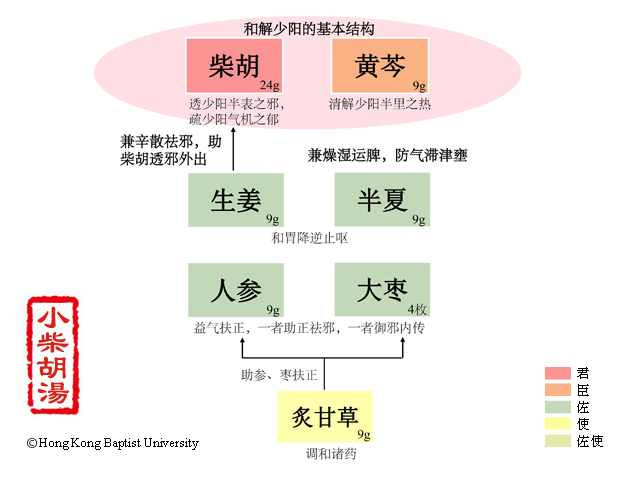 和解少阳的基本结构
柴胡
24g
黄芩
9g
透少阳半表之邪，
疏少阳气机之郁
清解少阳半里之热
兼辛散祛邪，助
柴胡透邪外出
兼燥湿运脾，防气滞津壅
生姜
9g
半夏
9g
和胃降逆止呕
人参
9g
大枣
4枚
益气扶正，一者助正祛邪，一者御邪内传
助参、枣扶正
炙甘草
9g
调和诸药
小柴胡湯
©Hong Kong Baptist University
君
臣
佐
使
佐使